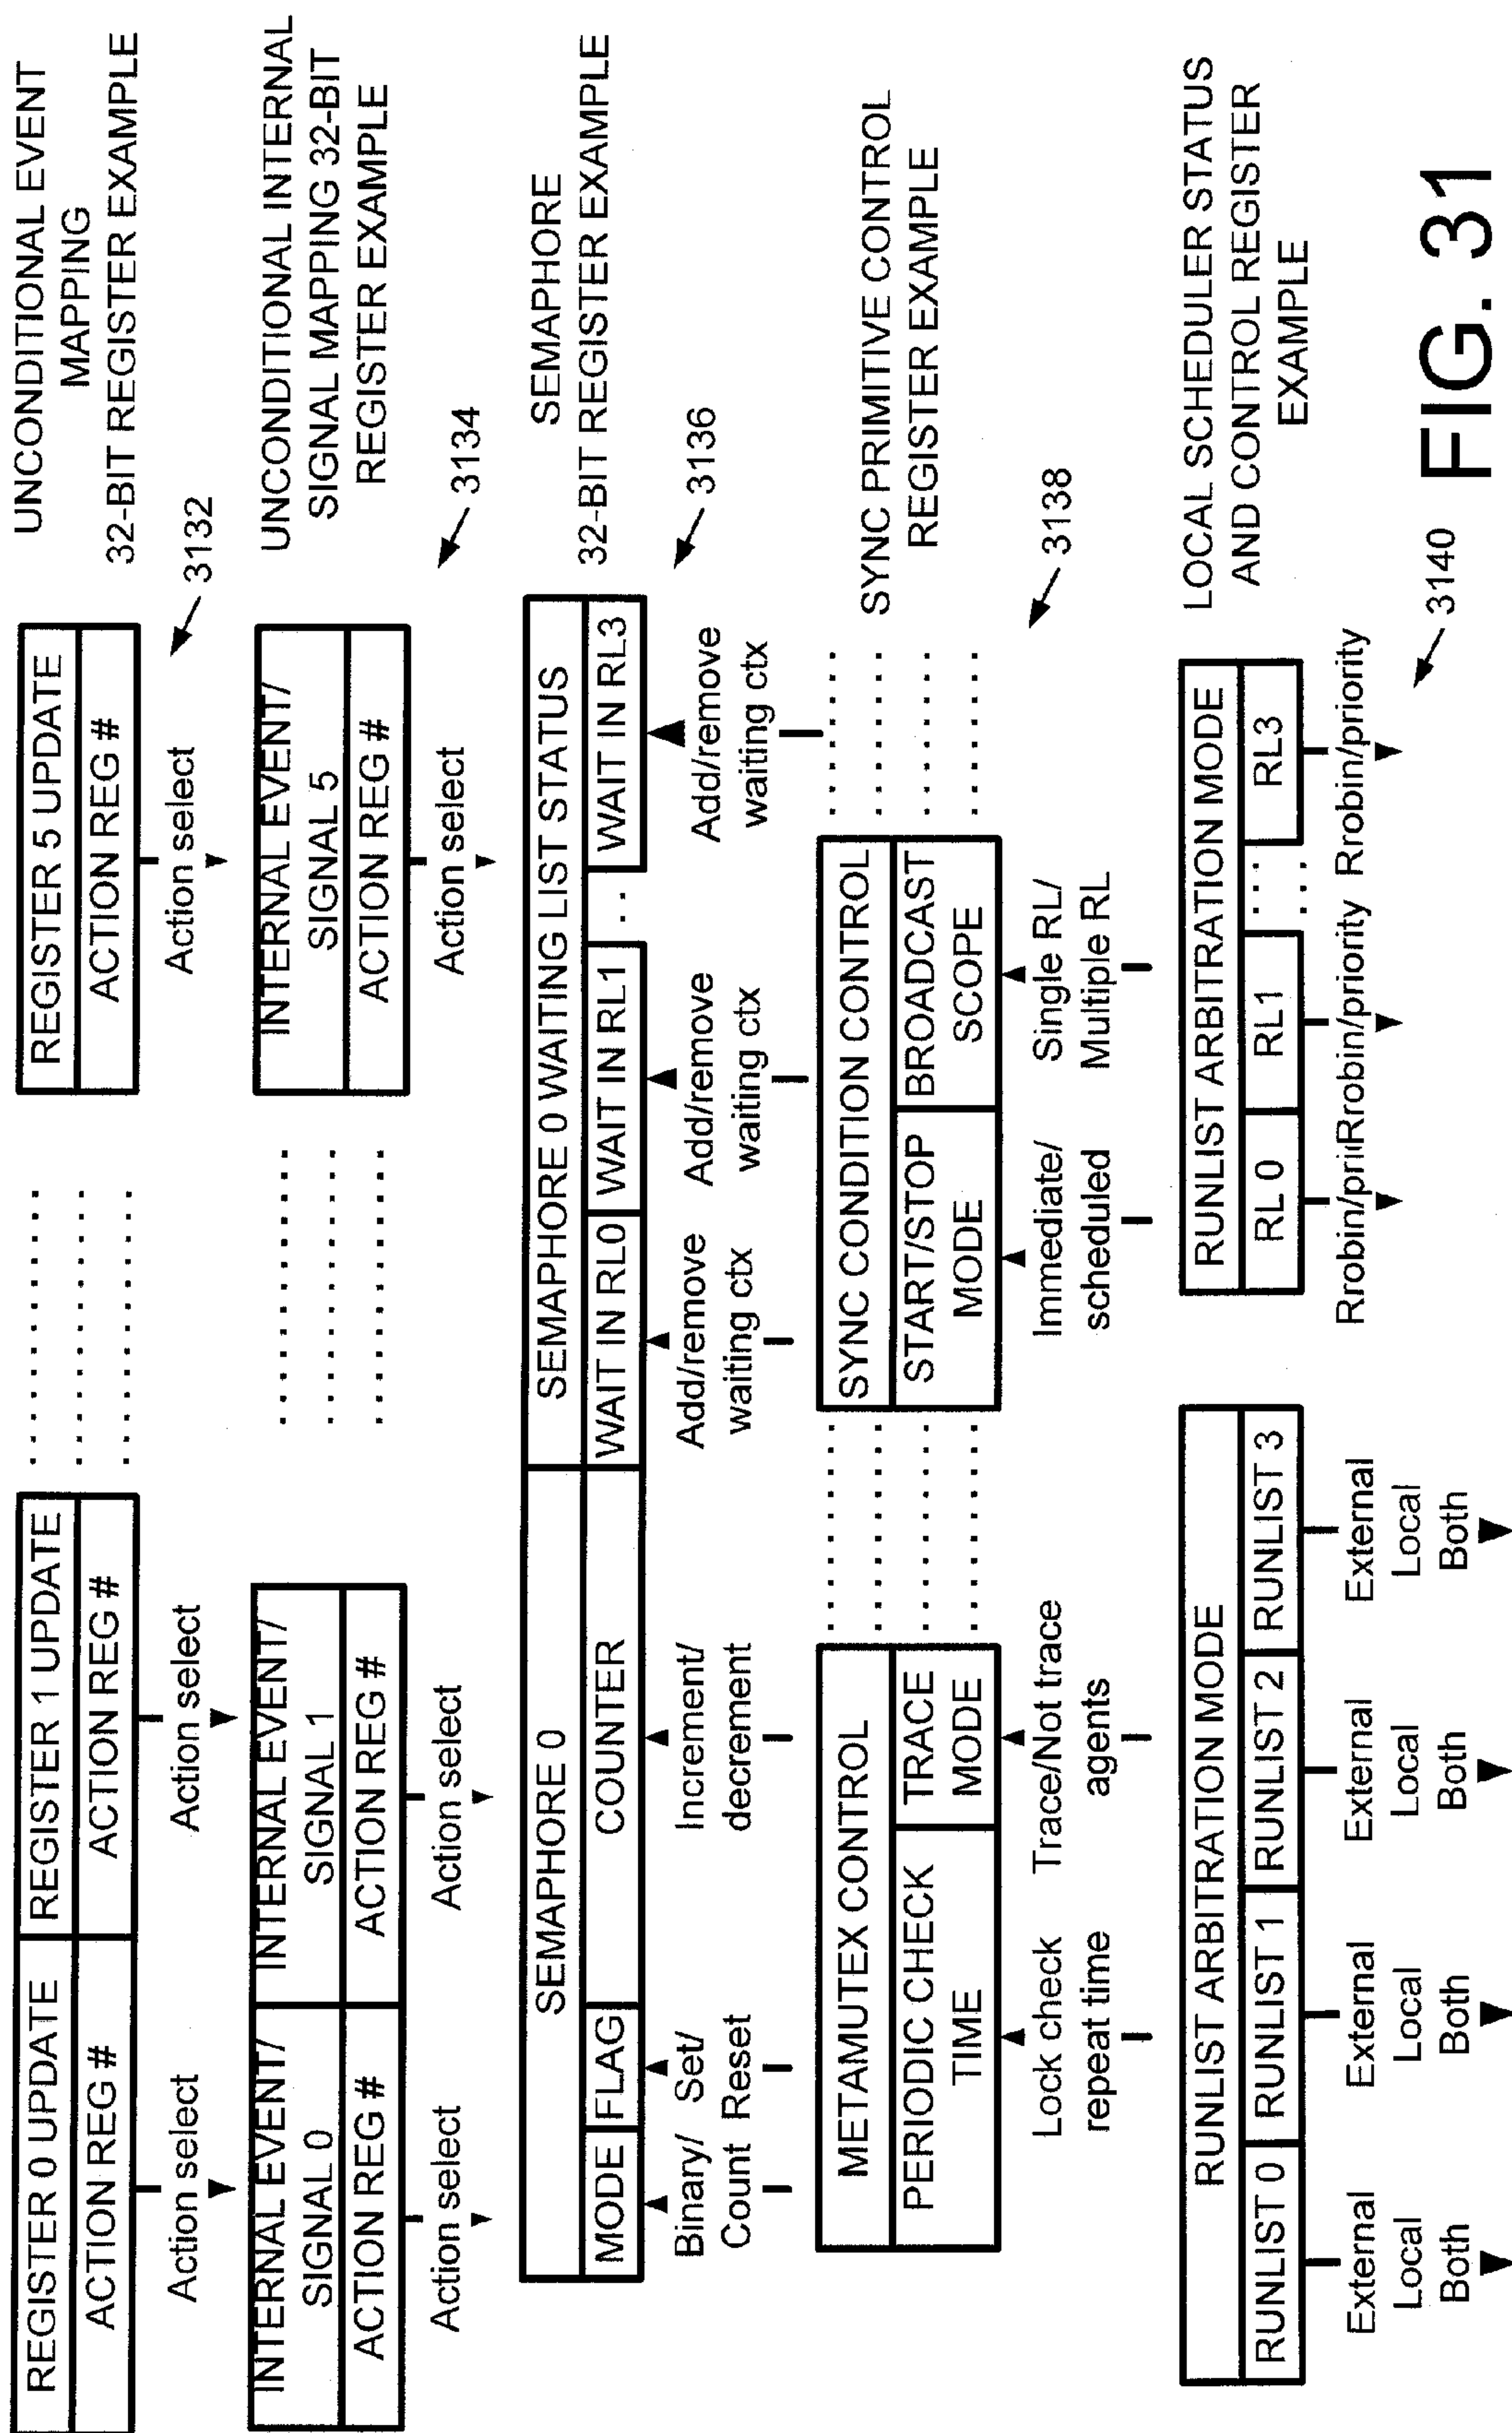 REGISTER 0 UPDATE REGISTER 1 UPDATE ............ REGISTER 5 UPDATE
ACTION REG # ACTION REG # ............ ACTION REG #
Action select Action select Action select
UNCONDITIONAL EVENT
MAPPING
32-BIT REGISTER EXAMPLE
3132
INTERNAL EVENT/ INTERNAL EVENT/ ............ INTERNAL EVENT/
SIGNAL 0 SIGNAL 1 ............ SIGNAL 5
ACTION REG # ACTION REG # ............ ACTION REG #
Action select Action select Action select
UNCONDITIONAL INTERNAL
SIGNAL MAPPING 32-BIT
REGISTER EXAMPLE
3134
SEMAPHORE 0 SEMAPHORE 0 WAITING LIST STATUS
MODE FLAG COUNTER WAIT IN RL0 WAIT IN RL1 .. WAIT IN RL3
Binary/ Set/ Increment/ Add/remove Add/remove Add/remove
Count Reset decrement waiting ctx waiting ctx waiting ctx
SEMAPHORE
32-BIT REGISTER EXAMPLE
3136
METAMUTEX CONTROL ............ SYNC CONDITION CONTROL ......
PERIODIC CHECK TRACE ............ START/STOP BROADCAST ......
TIME MODE ............ MODE SCOPE ......
Lock check Trace/Not trace Immediate/ Single RL/
repeat time agents scheduled Multiple RL
SYNC PRIMITIVE CONTROL
REGISTER EXAMPLE
3138
RUNLIST ARBITRATION MODE RUNLIST ARBITRATION MODE
RUNLIST 0 RUNLIST 1 RUNLIST 2 RUNLIST 3 RL 0 RL1 ... RL3
External External External External Rrobin/priRrobin/priority Rrobin/priority
Local Local Local Local
Both Both Both Both
LOCAL SCHEDULER STATUS
AND CONTROL REGISTER
EXAMPLE
3140
FIG. 31